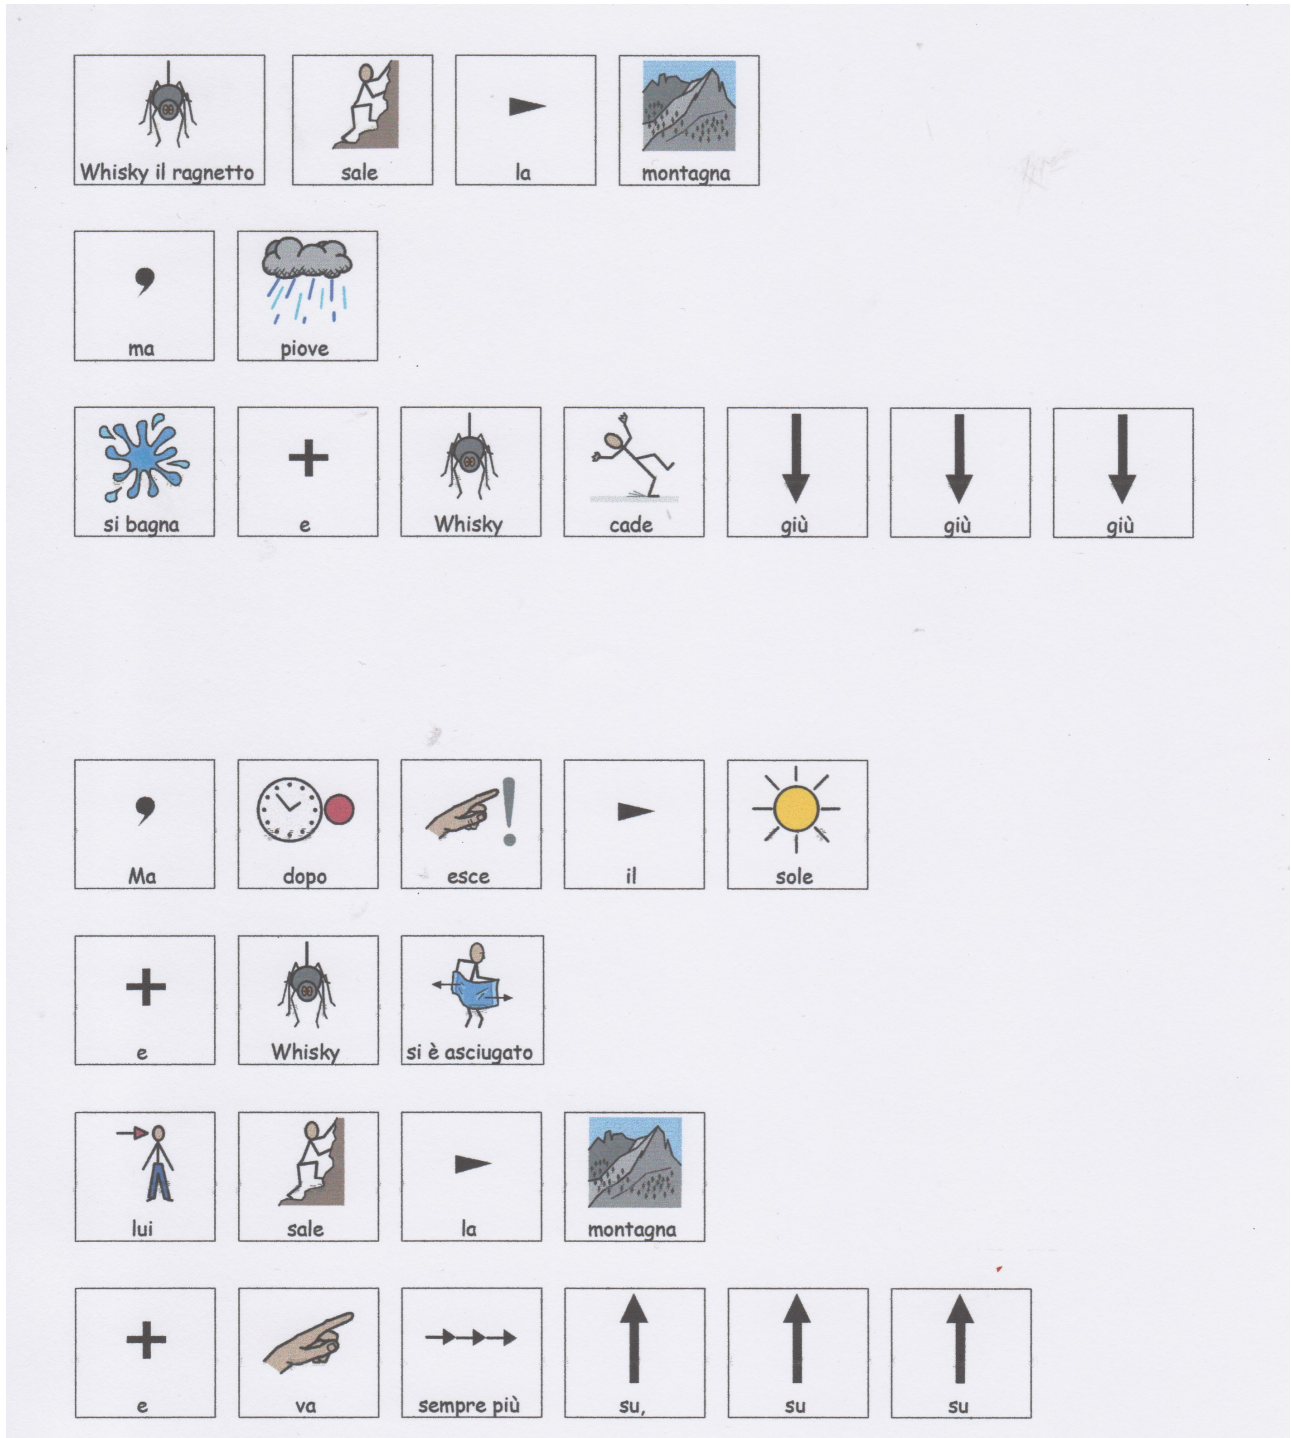 Whisky il ragnetto sale la montagna
ma piove
si bagna e Whisky cade giù giù giù
Ma dopo esce il sole
e Whisky si è asciugato
lui sale la montagna
e va sempre più su, su su